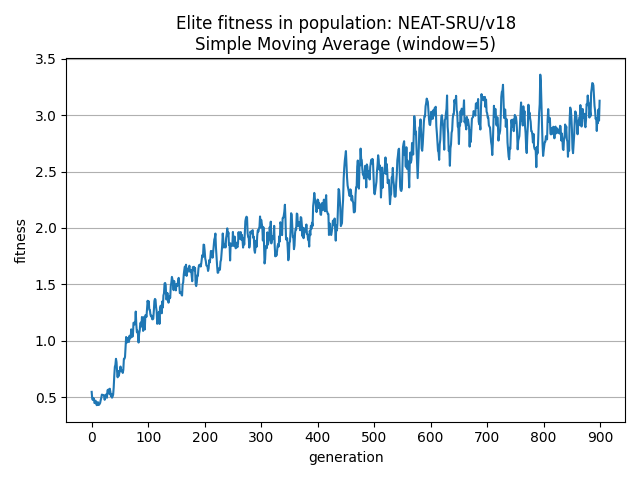 Elite fitness in population: NEAT-SRU/v18
Simple Moving Average (window=5)
3.5
3.0
2.5
2.0
1.5
1.0
0.5
fitness
0 100 200 300 400 500 600 700 800 900
generation